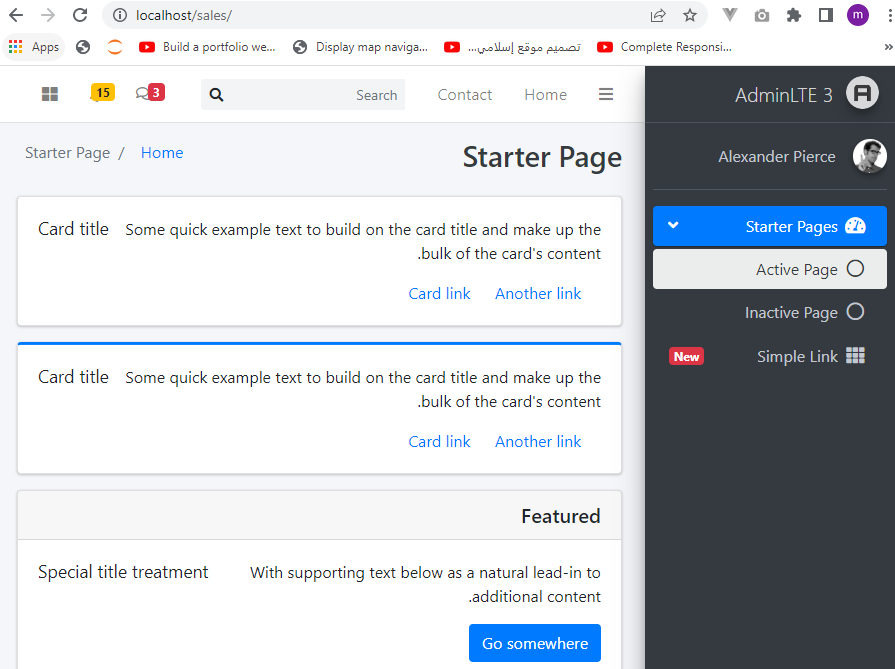 localhost/sales/
m
Apps
Build a portfolio we...
Display map naviga...
تصميم موقع إسلامي...
Complete Responsi...
»
15
3
Search
Contact
Home
AdminLTE 3
Starter Page /
Home
Starter Page
Alexander Pierce
Starter Pages
Active Page
Inactive Page
New
Simple Link
Card title
Some quick example text to build on the card title and make up the
.bulk of the card's content
Card link
Another link
Card title
Some quick example text to build on the card title and make up the
.bulk of the card's content
Card link
Another link
Featured
Special title treatment
With supporting text below as a natural lead-in to
.additional content
Go somewhere